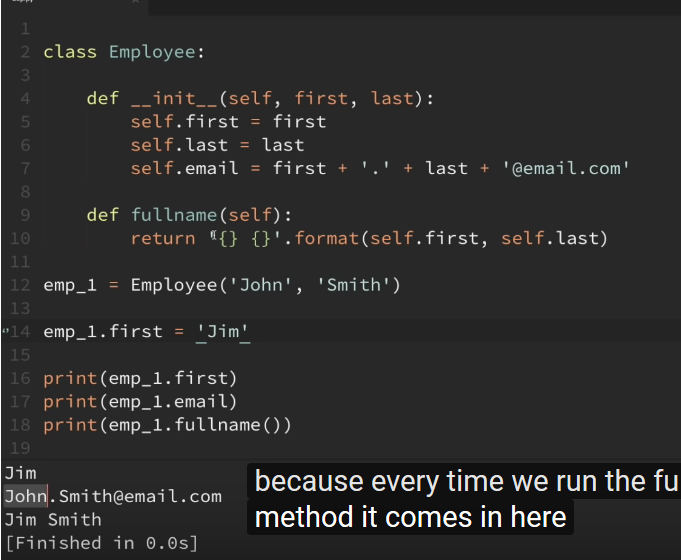 1
2 class Employee:
3
4     def __init__(self, first, last):
5         self.first = first
6         self.last = last
7         self.email = first + '.' + last + '@email.com'
8
9     def fullname(self):
10         return '{} {}'.format(self.first, self.last)
11
12 emp_1 = Employee('John', 'Smith')
13
14 emp_1.first = 'Jim'
15
16 print(emp_1.first)
17 print(emp_1.email)
18 print(emp_1.fullname())
19
Jim
John.Smith@email.com
Jim Smith
[Finished in 0.0s]
because every time we run the fu
method it comes in here